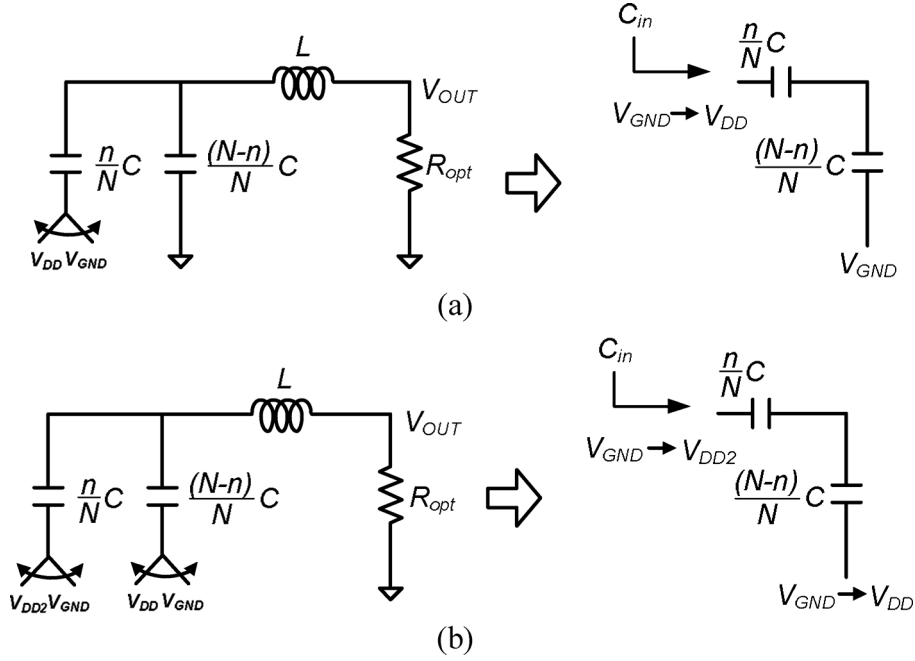 L
V_OUT
n/N C
(N-n)/N C
R_opt
V_DD V_GND
C_in
n/N C
V_GND → V_DD
(N-n)/N C
V_GND
(a)
L
V_OUT
n/N C
(N-n)/N C
R_opt
V_DD2 V_GND
V_DD V_GND
C_in
n/N C
V_GND → V_DD2
(N-n)/N C
V_GND → V_DD
(b)